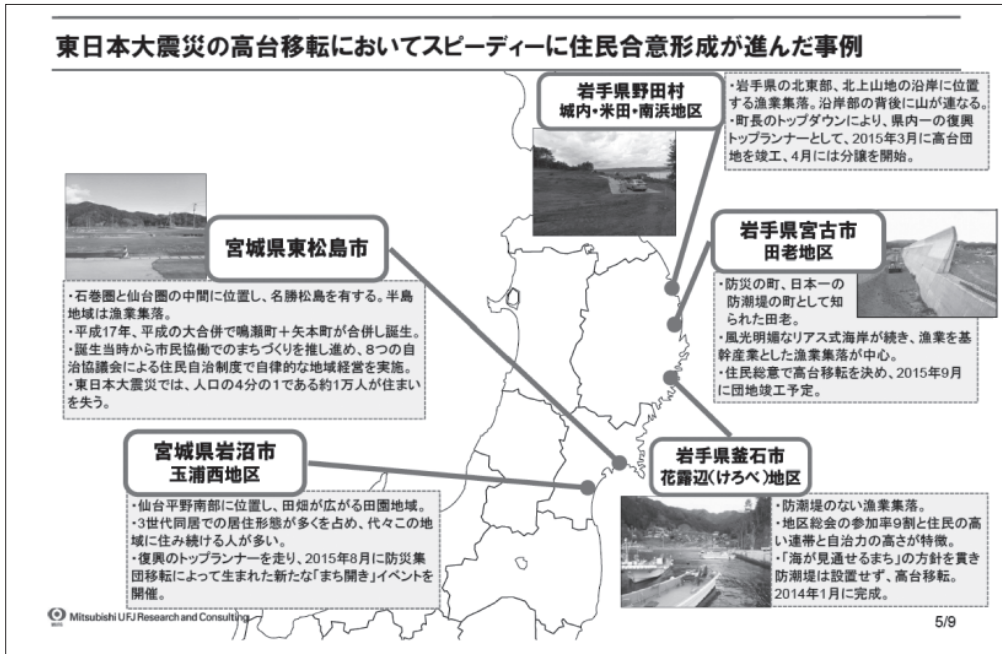 東日本大震災の高台移転においてスピーディーに住民合意形成が進んだ事例
岩手県野田村
城内・米田・南浜地区
・岩手県の北東部、北上山地の沿岸に位置
する漁業集落。沿岸部の背後に山が連なる。
・町長のトップダウンにより、県内一の復興
トップランナーとして、2015年3月に高台団
地を竣工、4月には分譲を開始。
宮城県東松島市
・石巻圏と仙台圏の中間に位置し、名勝松島を有する。半島
地域は漁業集落。
・平成17年、平成の大合併で鳴瀬町＋矢本町が合併し誕生。
・誕生当時から市民協働でのまちづくりを推し進め、8つの自
治協議会による住民自治制度で自律的な地域経営を実施。
・東日本大震災では、人口の4分の1である約1万人が住まい
を失う。
岩手県宮古市
田老地区
・防災の町、日本一の
防潮堤の町として知
られた田老。
・風光明媚なリアス式海岸が続き、漁業を基
幹産業とした漁業集落が中心。
・住民総意で高台移転を決め、2015年9月
に団地竣工予定。
宮城県岩沼市
玉浦西地区
・仙台平野南部に位置し、田畑が広がる田園地域。
・3世代同居での居住形態が多くを占め、代々この地
域に住み続ける人が多い。
・復興のトップランナーを走り、2015年8月に防災集
団移転によって生まれた新たな「まち開き」イベントを
開催。
岩手県釜石市
花露辺(けろべ)地区
・防潮堤のない漁業集落。
・地区総会の参加率9割と住民の高
い連帯と自治力の高さが特徴。
・「海が見通せるまち」の方針を貫き
防潮堤は設置せず、高台移転。
2014年1月に完成。
Mitsubishi UFJ Research and Consulting
5/9